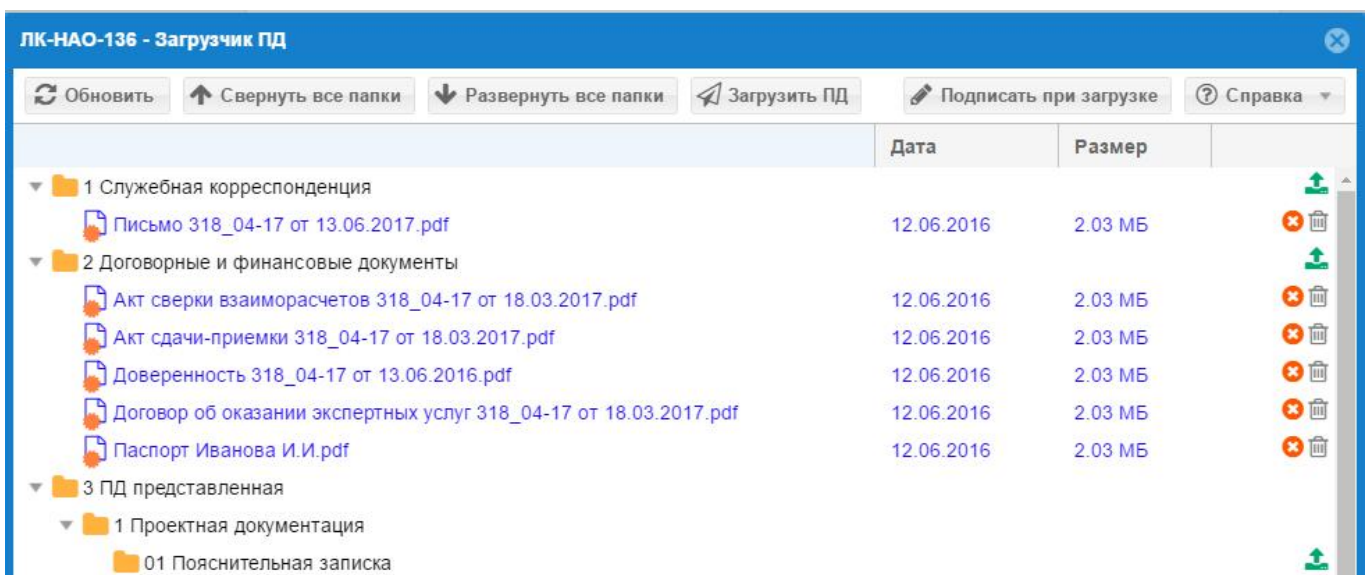 ЛК-НАО-136 - Загрузчик ПД
Обновить Свернуть все папки Развернуть все папки Загрузить ПД Подписать при загрузке Справка
Дата Размер
1 Служебная корреспонденция
Письмо 318_04-17 от 13.06.2017.pdf 12.06.2016 2.03 МБ
2 Договорные и финансовые документы
Акт сверки взаиморасчетов 318_04-17 от 18.03.2017.pdf 12.06.2016 2.03 МБ
Акт сдачи-приемки 318_04-17 от 18.03.2017.pdf 12.06.2016 2.03 МБ
Доверенность 318_04-17 от 13.06.2016.pdf 12.06.2016 2.03 МБ
Договор об оказании экспертных услуг 318_04-17 от 18.03.2017.pdf 12.06.2016 2.03 МБ
Паспорт Иванова И.И.pdf 12.06.2016 2.03 МБ
3 ПД представленная
1 Проектная документация
01 Пояснительная записка